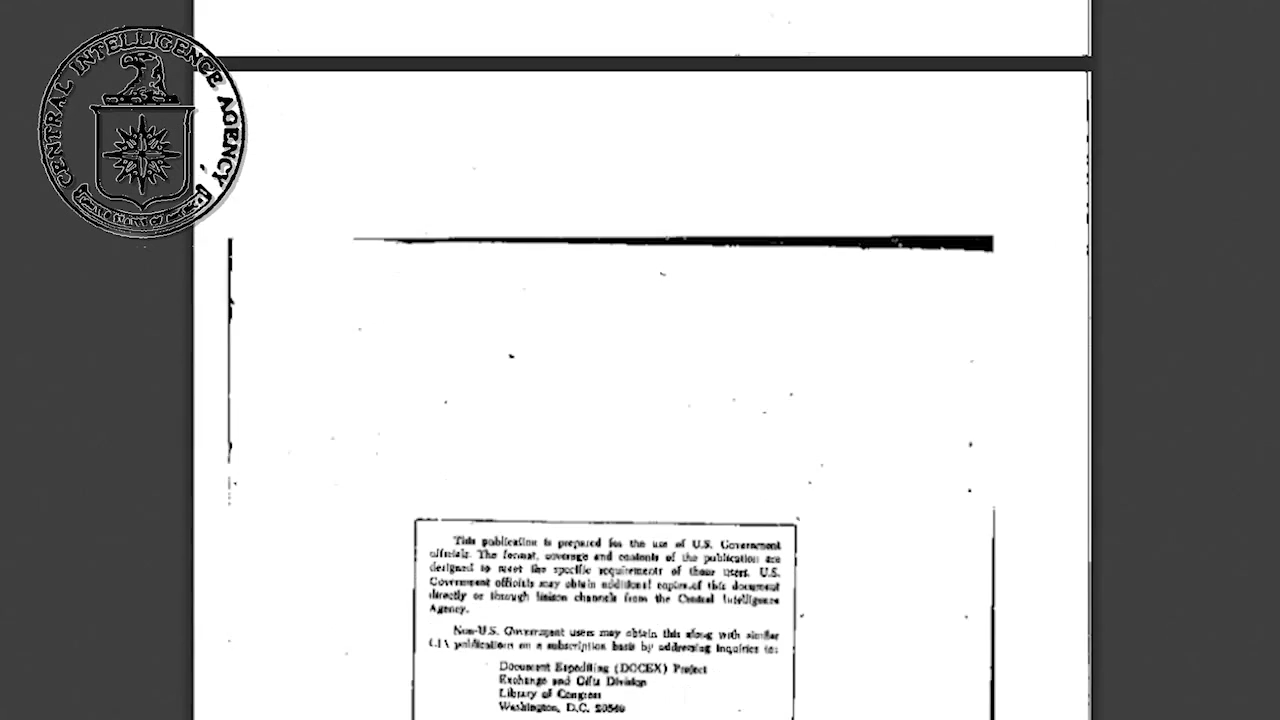 CENTRAL INTELLIGENCE AGENCY
This publication is prepared for the use of U.S. Government
officials. The format, coverage and contents of the publication are
designed to meet the specific requirements of those users. U.S.
Government officials may obtain additional copies of this document
directly or through liaison channels from the Central Intelligence
Agency.
Non-U.S. Government users may obtain this along with similar
CIA publications on a subscription basis by addressing inquiries to:
Document Expediting (DOCEX) Project
Exchange and Gifts Division
Library of Congress
Washington, D.C. 20540